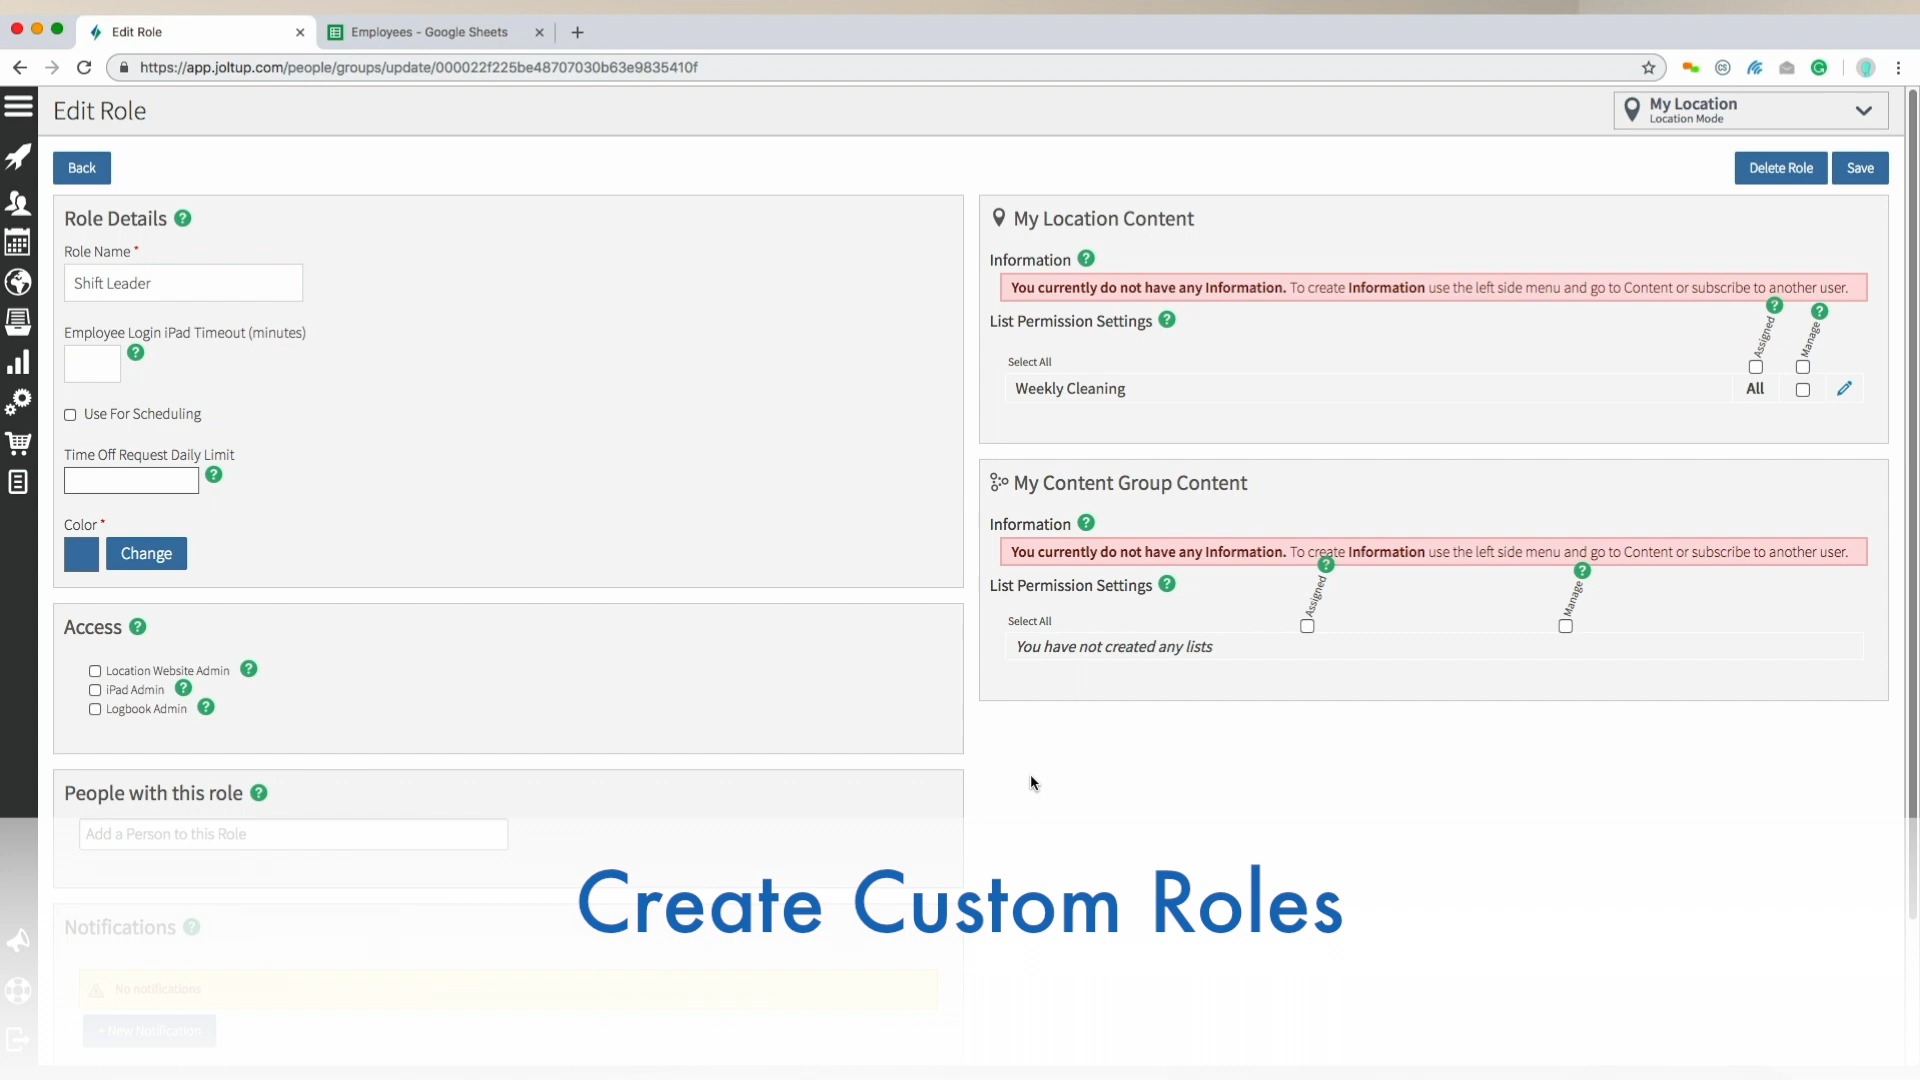 Edit Role
Employees - Google Sheets
https://app.joltup.com/people/groups/update/000022f225be48707030b63e9835410f
Edit Role
My Location
Location Mode
Back
Delete Role
Save
Role Details
Role Name *
Shift Leader
Employee Login iPad Timeout (minutes)
Use For Scheduling
Time Off Request Daily Limit
Color *
Change
Access
Location Website Admin
iPad Admin
Logbook Admin
People with this role
Add a Person to this Role
Notifications
No notifications
+ New Notification
My Location Content
Information
You currently do not have any Information. To create Information use the left side menu and go to Content or subscribe to another user.
List Permission Settings
Assigned
Manage
Select All
Weekly Cleaning
All
My Content Group Content
Information
You currently do not have any Information. To create Information use the left side menu and go to Content or subscribe to another user.
List Permission Settings
Assigned
Manage
Select All
You have not created any lists
Create Custom Roles